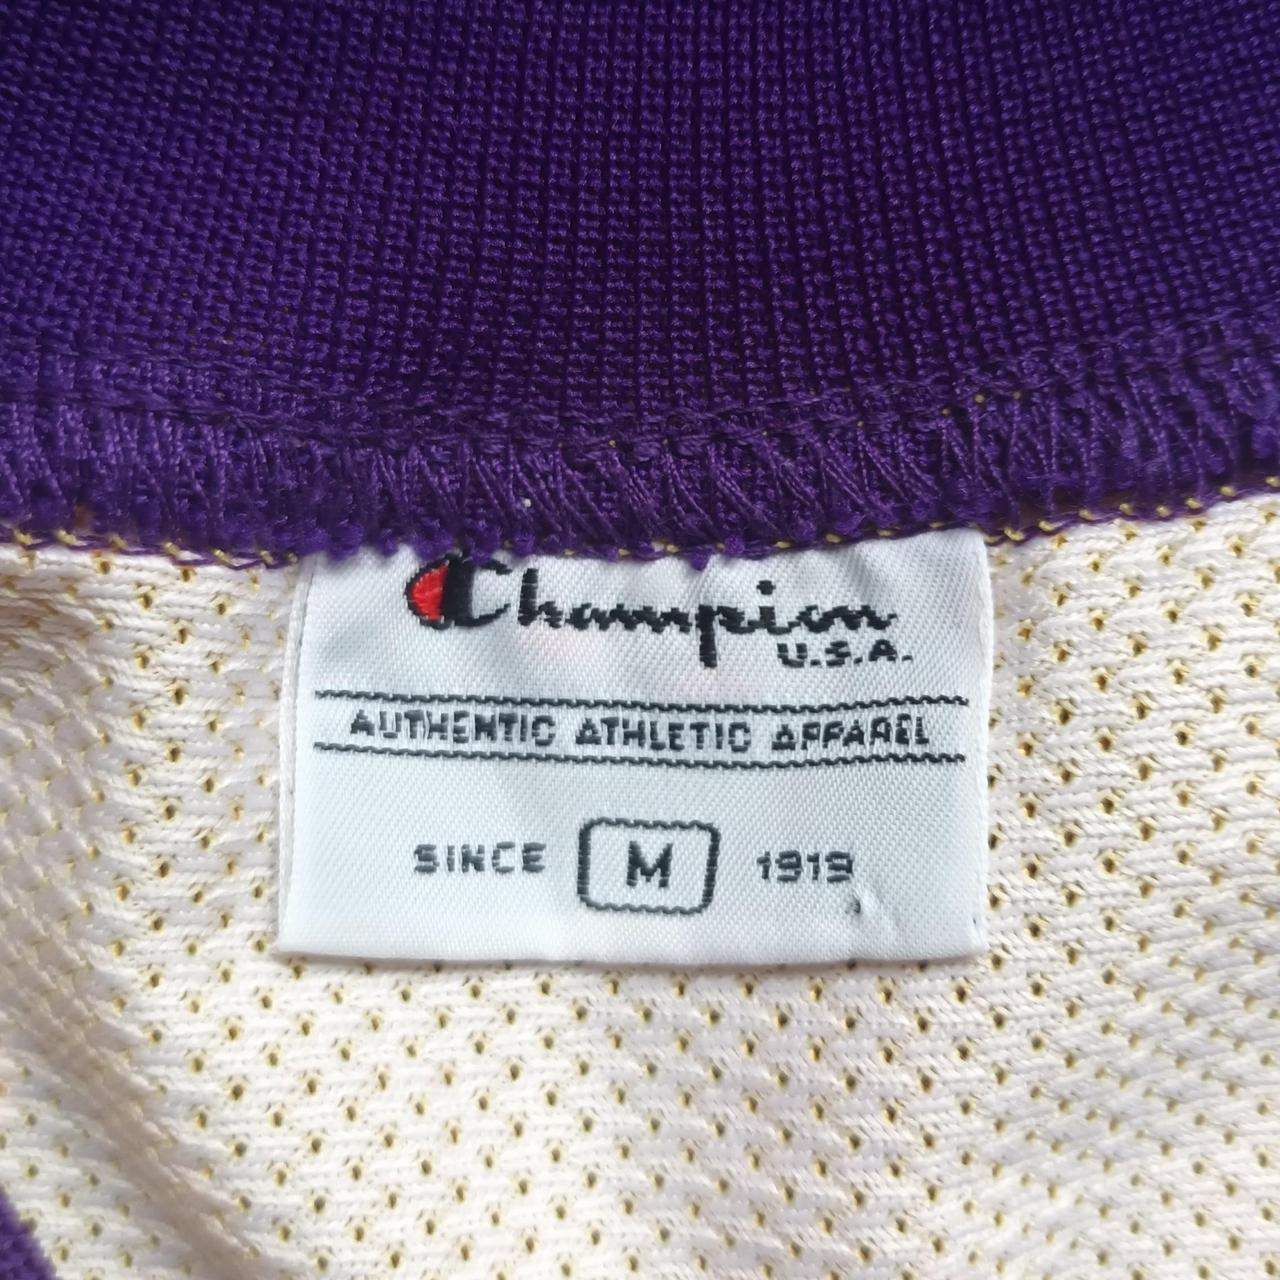 Champion
U.S.A.
AUTHENTIC ATHLETIC APPAREL
SINCE M 1919